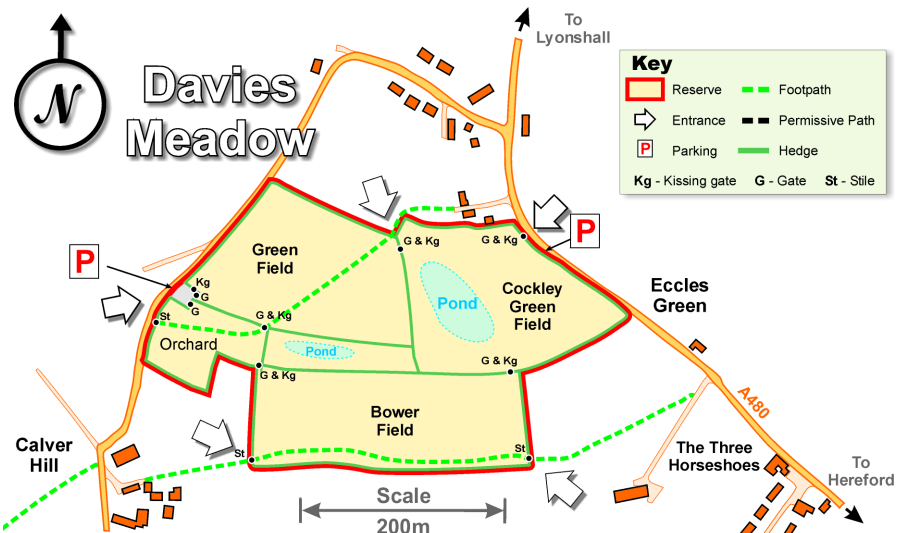 N
Davies
Meadow
To
Lyonshall
Key
Reserve
Footpath
Entrance
Permissive Path
P
Parking
Hedge
Kg - Kissing gate
G - Gate
St - Stile
Green
Field
G & Kg
G & Kg
P
P
Kg
G
G
St
G & Kg
Orchard
Pond
Pond
Cockley
Green
Field
Eccles
Green
G & Kg
G & Kg
Bower
Field
A480
Calver
Hill
St
St
The Three
Horseshoes
To
Hereford
Scale
200m